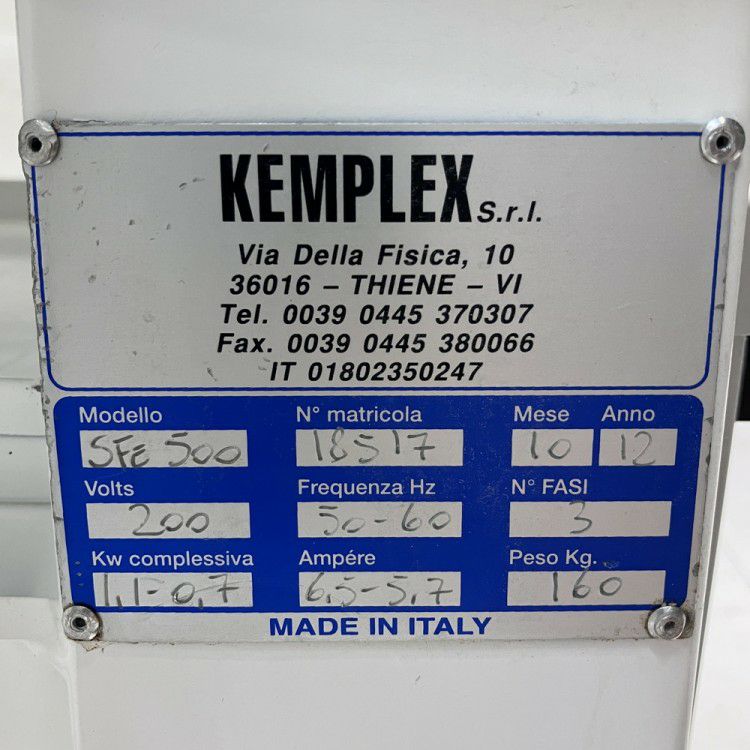 KEMPLEX S.r.l.
Via Della Fisica, 10
36016 – THIENE – VI
Tel. 0039 0445 370307
Fax. 0039 0445 380066
IT 01802350247
Modello N° matricola Mese Anno
SFE 500 18517 10 12
Volts Frequenza Hz N° FASI
200 50-60 3
Kw complessiva Ampére Peso Kg.
1,1-0,7 6,5-5,7 160
MADE IN ITALY